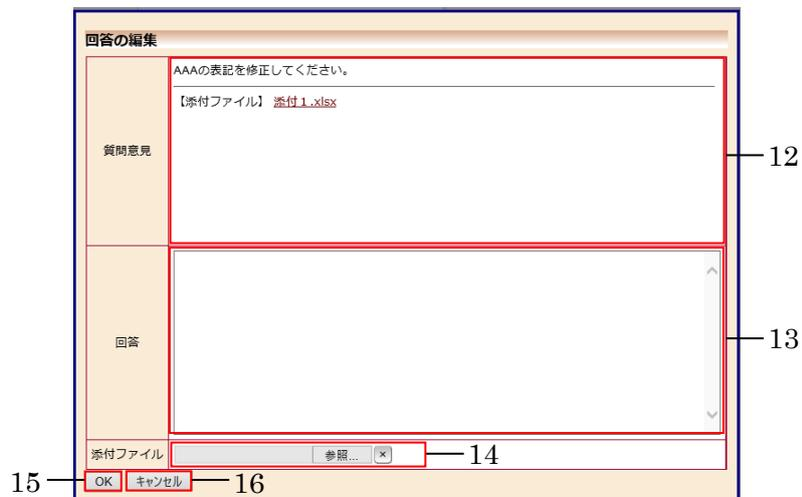 回答の編集
質問意見
AAAの表記を修正してください。
【添付ファイル】 添付１.xlsx
12
回答
13
添付ファイル
参照...
×
14
15
OK
キャンセル
16